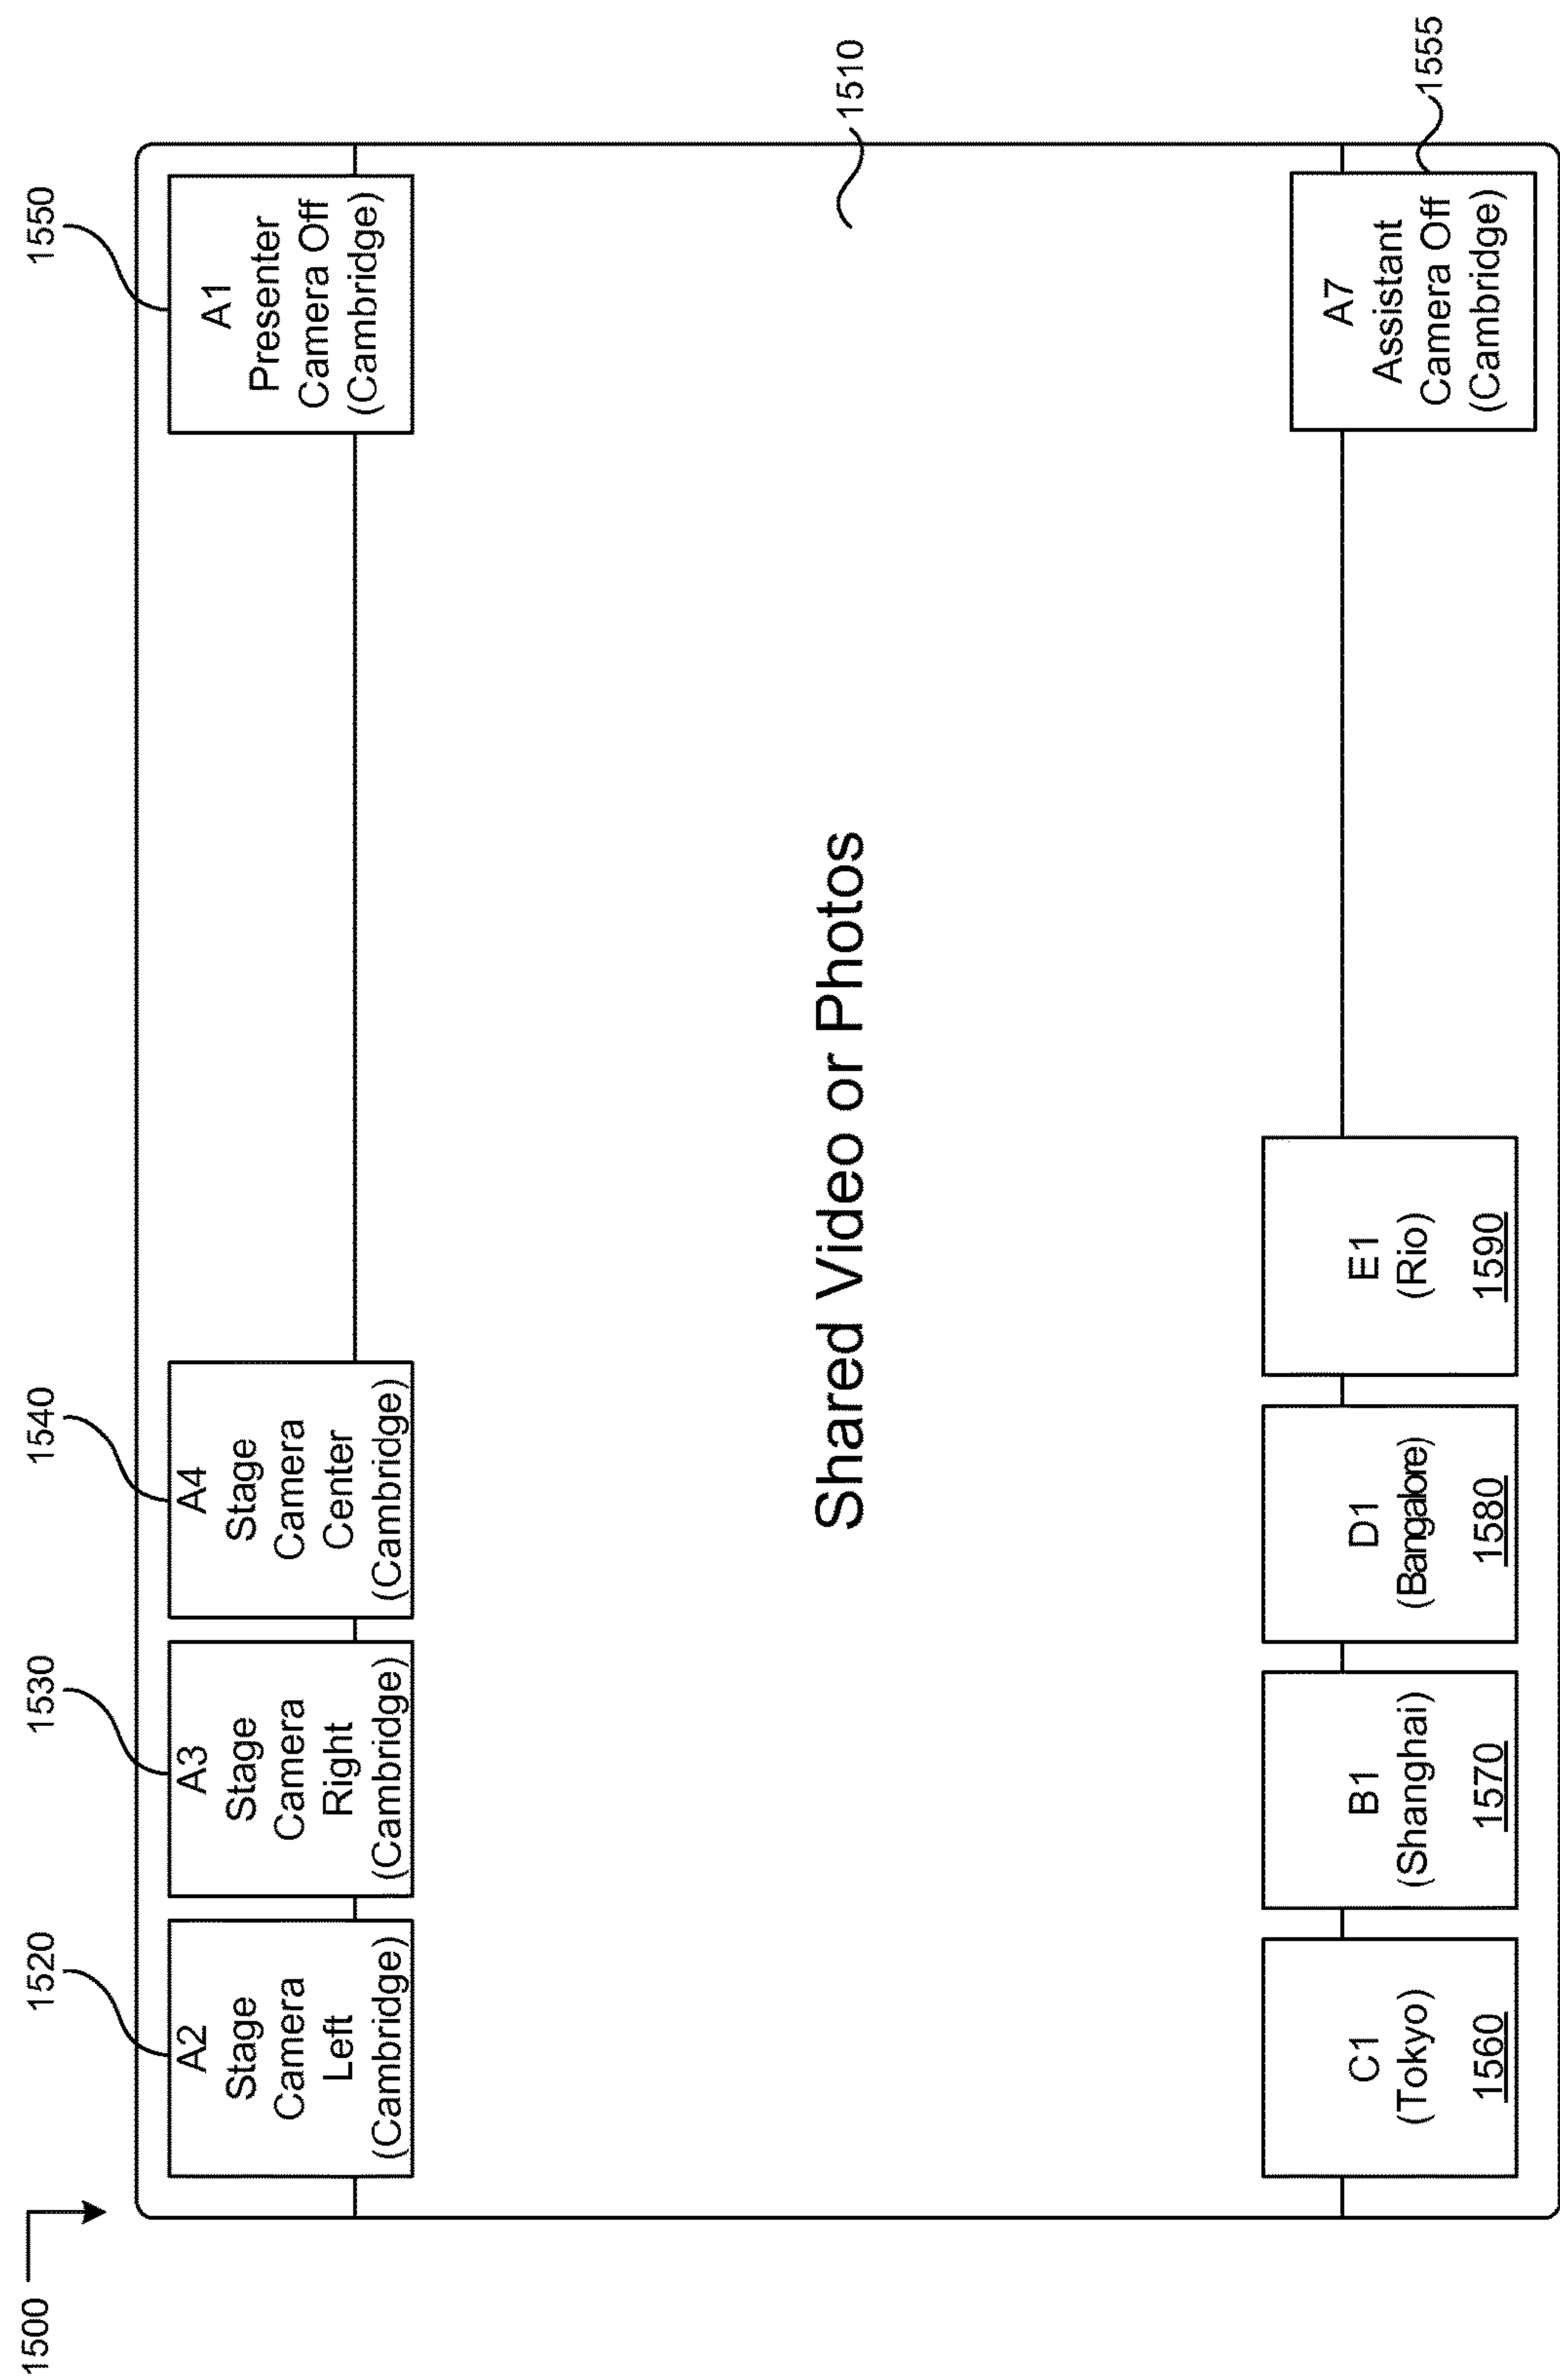 1500
1520
1530
1540
1550
A2
Stage
Camera
Left
(Cambridge)
A3
Stage
Camera
Right
(Cambridge)
A4
Stage
Camera
Center
(Cambridge)
A1
Presenter
Camera Off
(Cambridge)
Shared Video or Photos
1510
C1
(Tokyo)
1560
B1
(Shanghai)
1570
D1
(Bangalore)
1580
E1
(Rio)
1590
A7
Assistant
Camera Off
(Cambridge)
1555